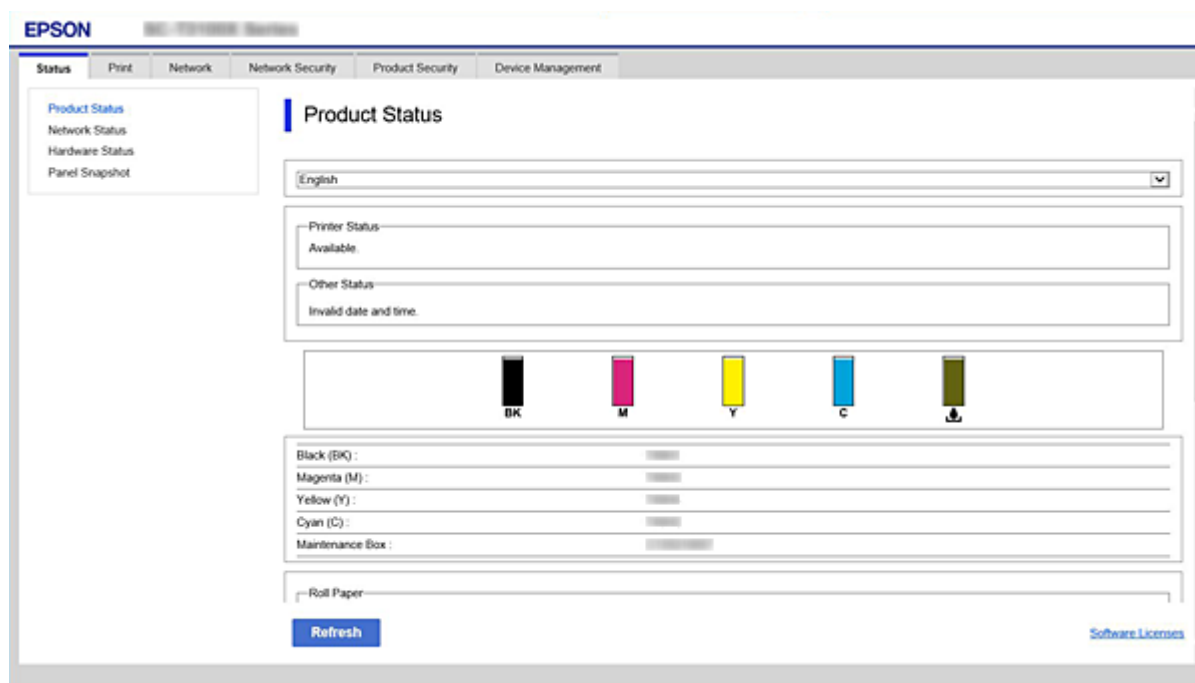 EPSON
Status Print Network Network Security Product Security Device Management
Product Status
Network Status
Hardware Status
Panel Snapshot
Product Status
English
Printer Status
Available.
Other Status
Invalid date and time.
BK M Y C
Black (BK) :
Magenta (M) :
Yellow (Y) :
Cyan (C) :
Maintenance Box :
Roll Paper
Refresh
Software Licenses